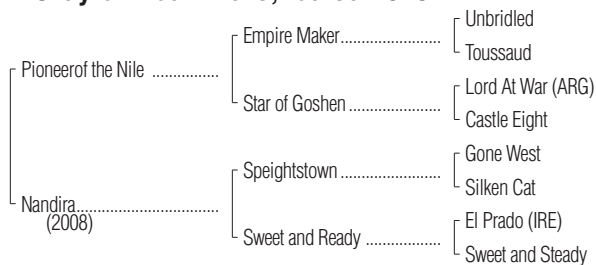 Empire Maker....................
Unbridled
Toussaud
Pioneerof the Nile ................
Star of Goshen ......................
Lord At War (ARG)
Castle Eight
Speightstown ........................
Gone West
Silken Cat
Nandira..................................
(2008)
Sweet and Ready ..................
El Prado (IRE)
Sweet and Steady